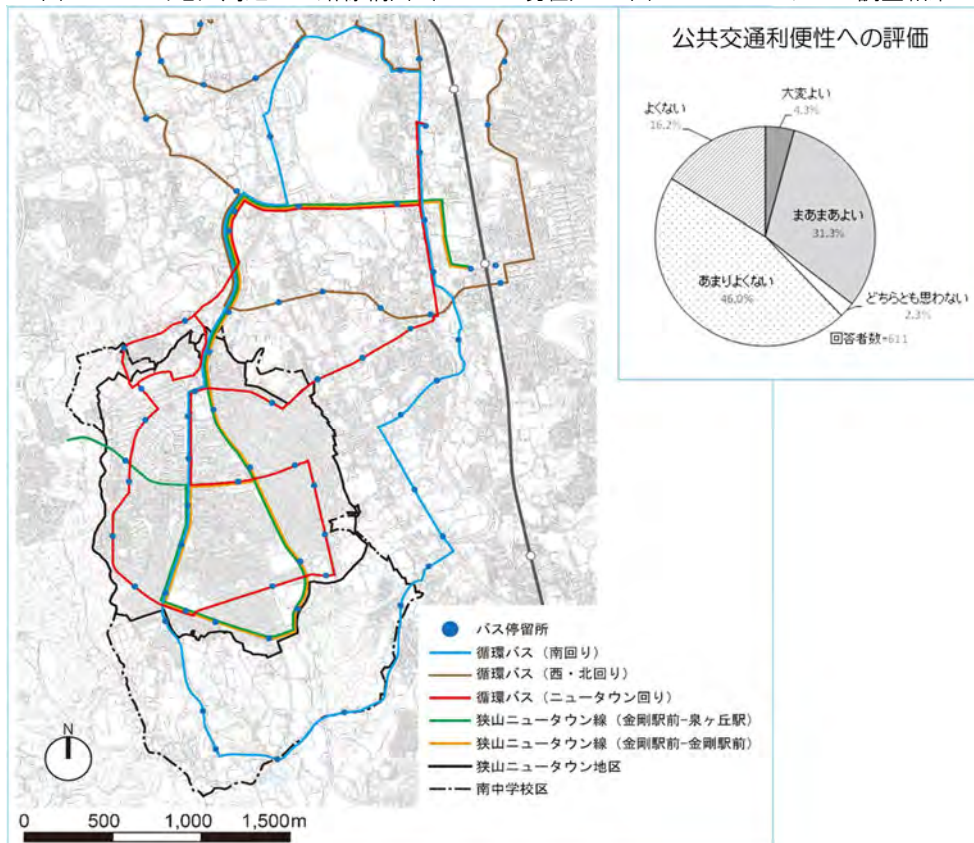 公共交通利便性への評価
大変よい
4.3%
よくない
16.2%
まあまあよい
31.3%
あまりよくない
46.0%
どちらとも思わない
2.3%
回答者数=611
バス停留所
循環バス（南回り）
循環バス（西・北回り）
循環バス（ニュータウン回り）
狭山ニュータウン線（金剛駅前-泉ヶ丘駅）
狭山ニュータウン線（金剛駅前-金剛駅前）
狭山ニュータウン地区
南中学校区
N
0 500 1,000 1,500m